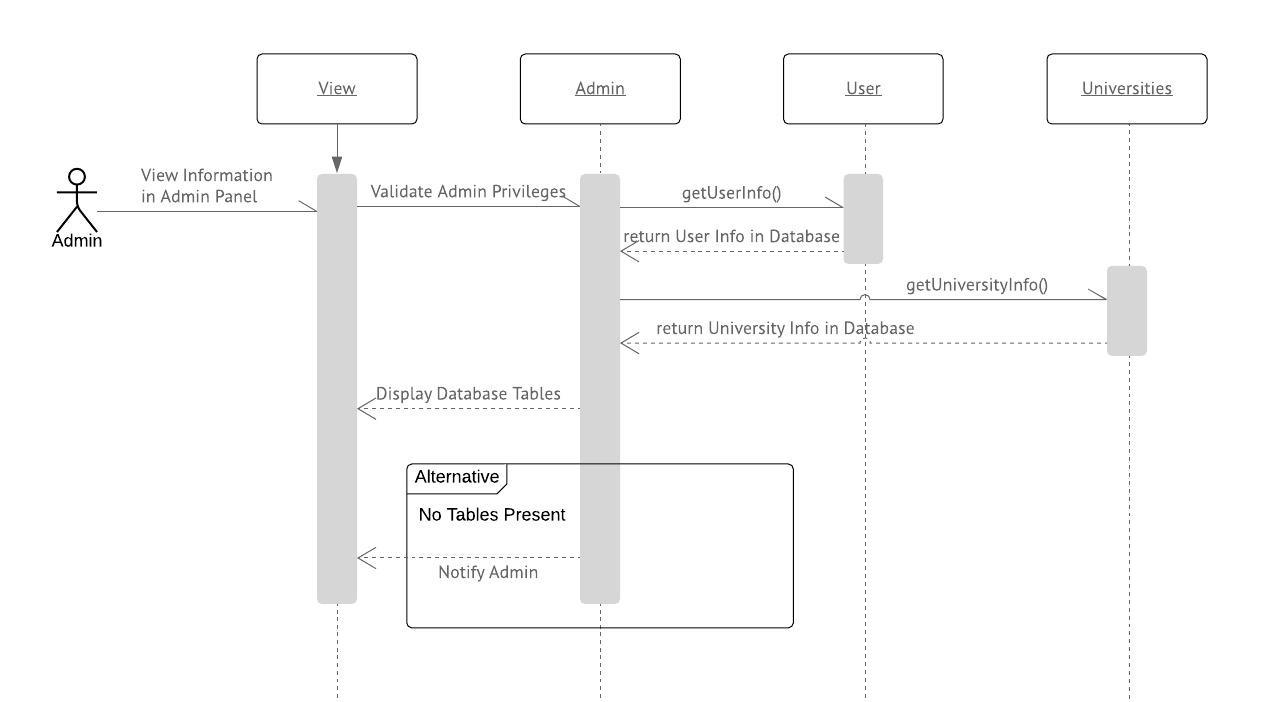 View
Admin
User
Universities
View Information
in Admin Panel
Validate Admin Privileges
getUserInfo()
Admin
return User Info in Database
getUniversityInfo()
return University Info in Database
Display Database Tables
Alternative
No Tables Present
Notify Admin